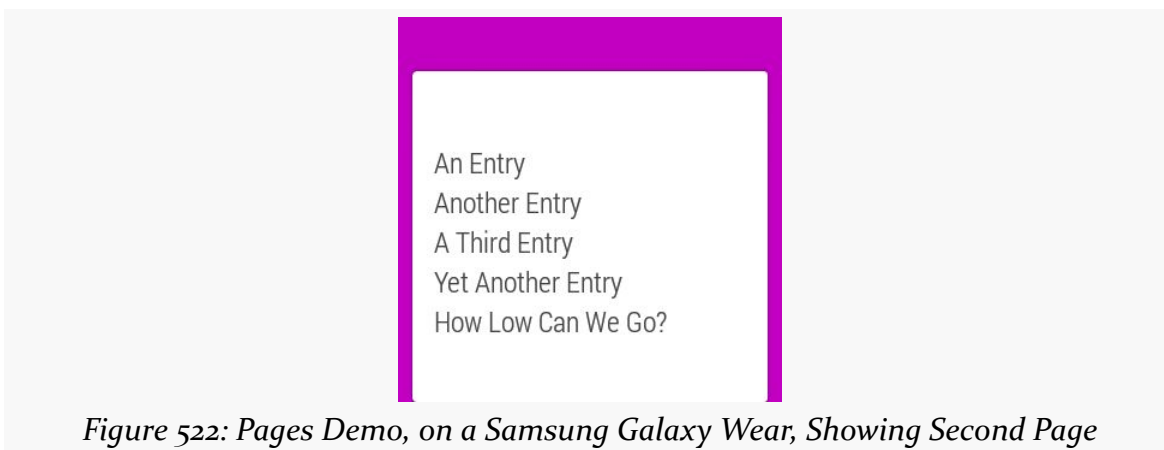 An Entry
Another Entry
A Third Entry
Yet Another Entry
How Low Can We Go?
Figure 522: Pages Demo, on a Samsung Galaxy Wear, Showing Second Page